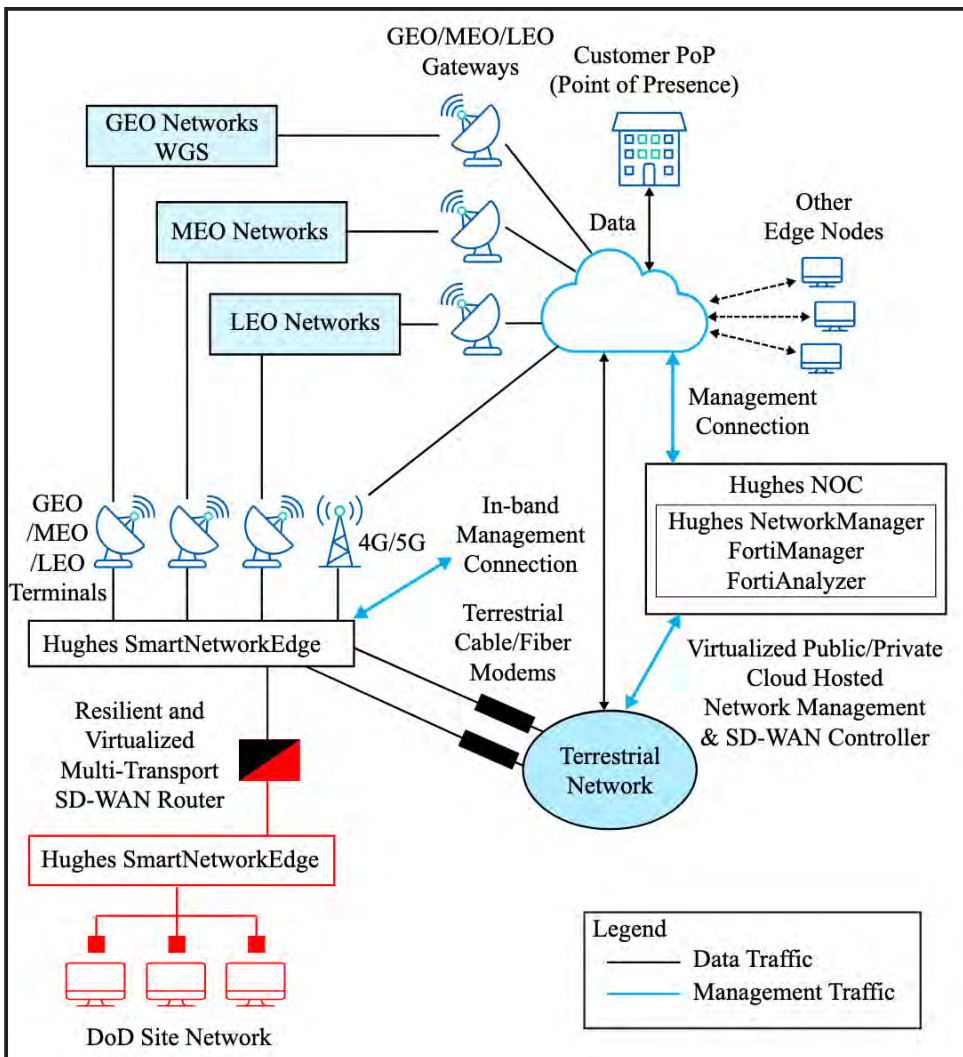 GEO/MEO/LEO
Gateways
Customer PoP
(Point of Presence)
GEO Networks
WGS
MEO Networks
Data
Other
Edge Nodes
LEO Networks
Management
Connection
GEO
/MEO
/LEO
Terminals
4G/5G
In-band
Management
Connection
Hughes NOC
Hughes NetworkManager
FortiManager
FortiAnalyzer
Hughes SmartNetworkEdge
Terrestrial
Cable/Fiber
Modems
Virtualized Public/Private
Cloud Hosted
Network Management
& SD-WAN Controller
Resilient and
Virtualized
Multi-Transport
SD-WAN Router
Terrestrial
Network
Hughes SmartNetworkEdge
DoD Site Network
Legend
Data Traffic
Management Traffic